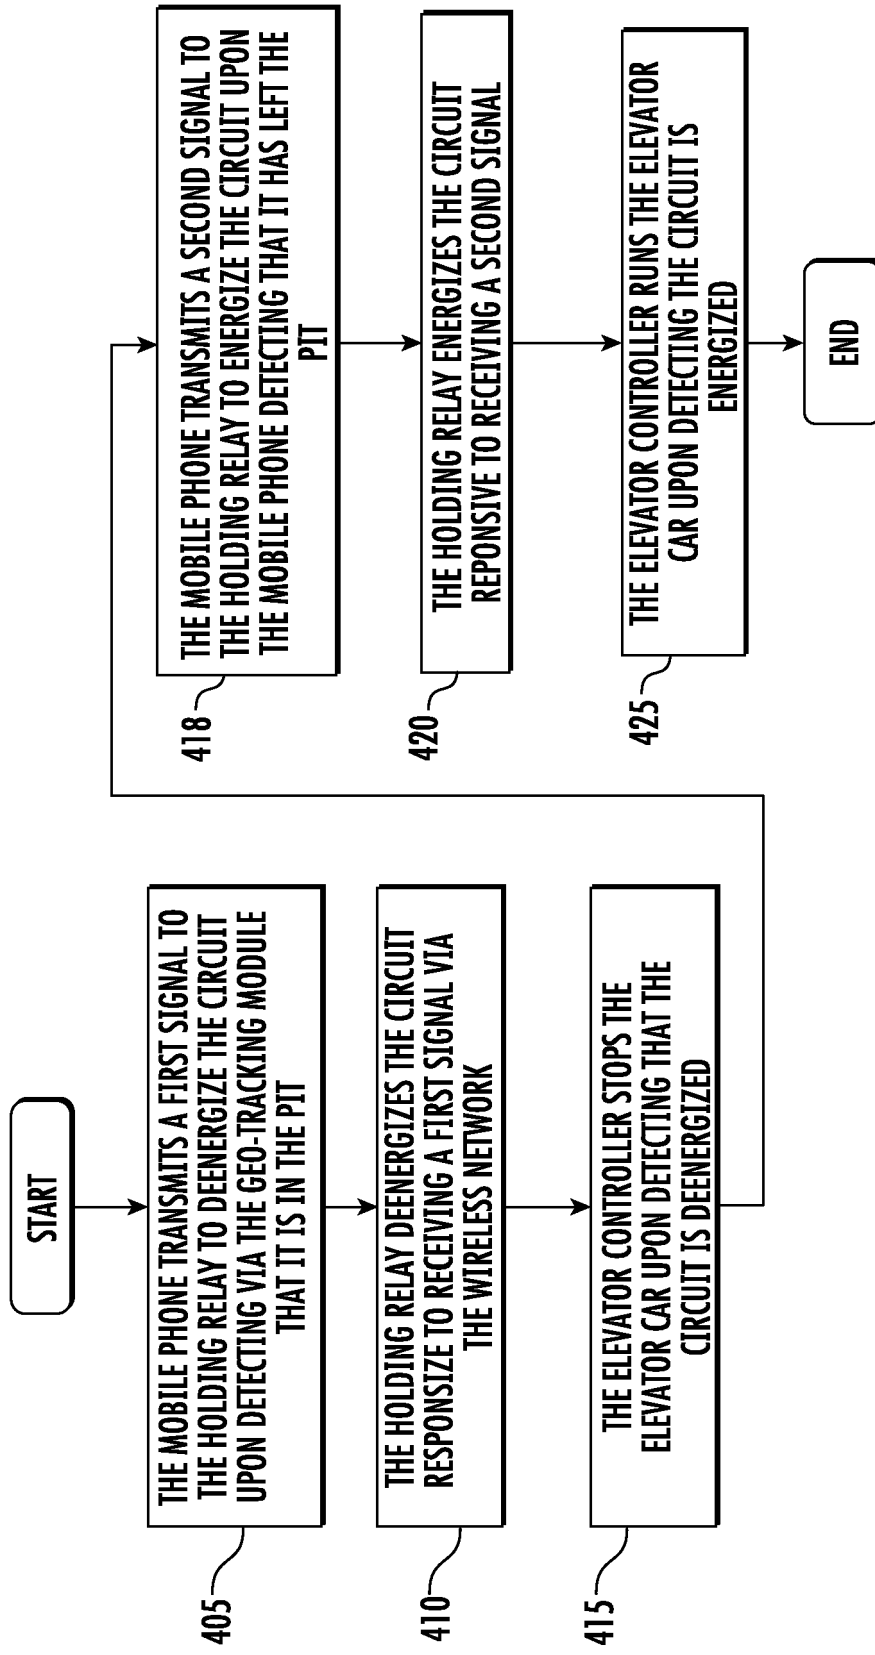 START
THE MOBILE PHONE TRANSMITS A FIRST SIGNAL TO
THE HOLDING RELAY TO DEENERGIZE THE CIRCUIT
UPON DETECTING VIA THE GEO-TRACKING MODULE
THAT IT IS IN THE PIT
405
THE HOLDING RELAY DEENERGIZES THE CIRCUIT
RESPONSIZE TO RECEIVING A FIRST SIGNAL VIA
THE WIRELESS NETWORK
410
THE ELEVATOR CONTROLLER STOPS THE
ELEVATOR CAR UPON DETECTING THAT THE
CIRCUIT IS DEENERGIZED
415
THE MOBILE PHONE TRANSMITS A SECOND SIGNAL TO
THE HOLDING RELAY TO ENERGIZE THE CIRCUIT UPON
THE MOBILE PHONE DETECTING THAT IT HAS LEFT THE
PIT
418
THE HOLDING RELAY ENERGIZES THE CIRCUIT
REPONSIVE TO RECEIVING A SECOND SIGNAL
420
THE ELEVATOR CONTROLLER RUNS THE ELEVATOR
CAR UPON DETECTING THE CIRCUIT IS
ENERGIZED
425
END